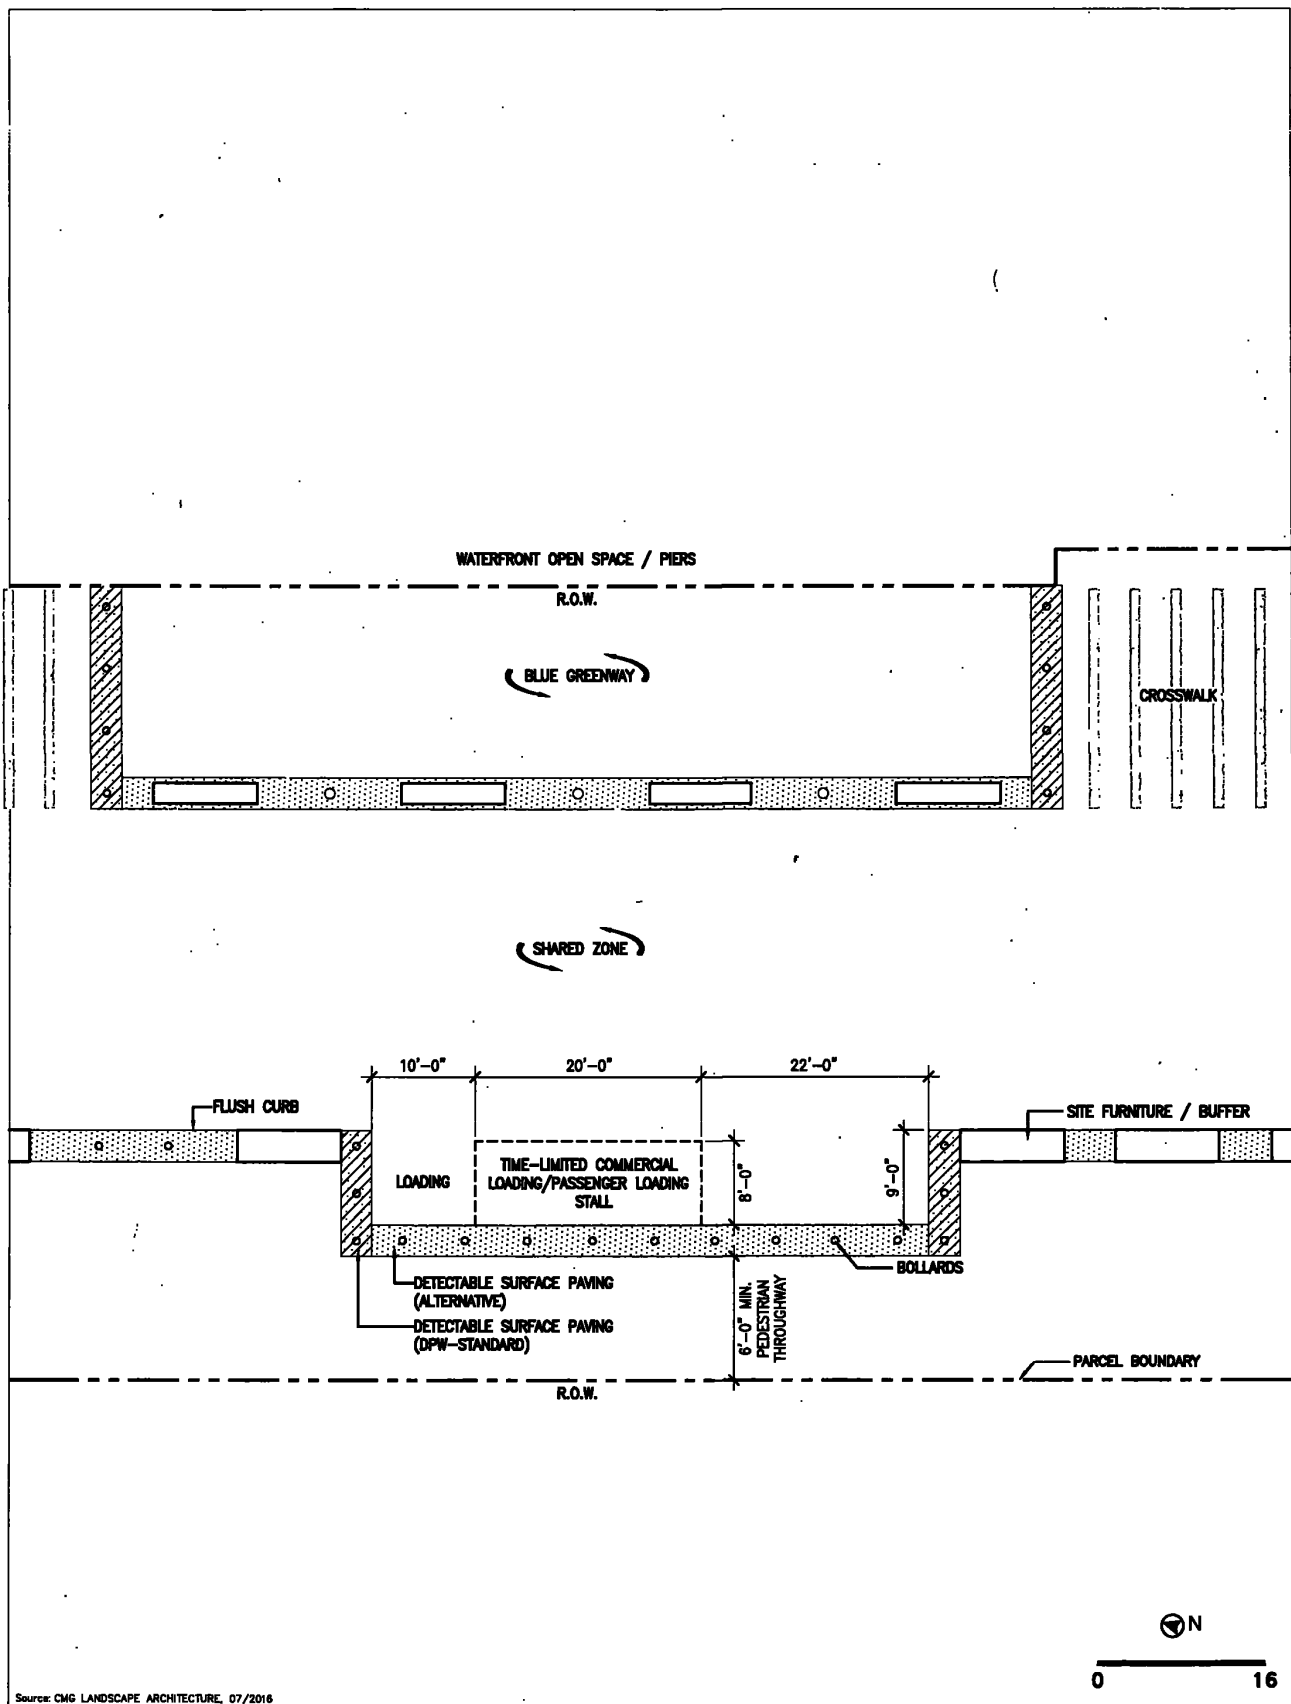 WATERFRONT OPEN SPACE / PIERS
R.O.W.
BLUE GREENWAY
CROSSWALK
SHARED ZONE
10'-0"
20'-0"
22'-0"
FLUSH CURB
SITE FURNITURE / BUFFER
LOADING
TIME-LIMITED COMMERCIAL
LOADING/PASSENGER LOADING
STALL
8'-0"
9'-0"
BOLLARDS
DETECTABLE SURFACE PAVING
(ALTERNATIVE)
DETECTABLE SURFACE PAVING
(DPW-STANDARD)
6'-0" MIN.
PEDESTRIAN
THROUGHWAY
PARCEL BOUNDARY
R.O.W.
N
0 16
Source: CMG LANDSCAPE ARCHITECTURE, 07/2016